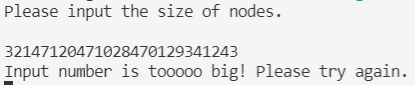 Please input the size of nodes.
32147120471028470129341243
Input number is tooooo big! Please try again.